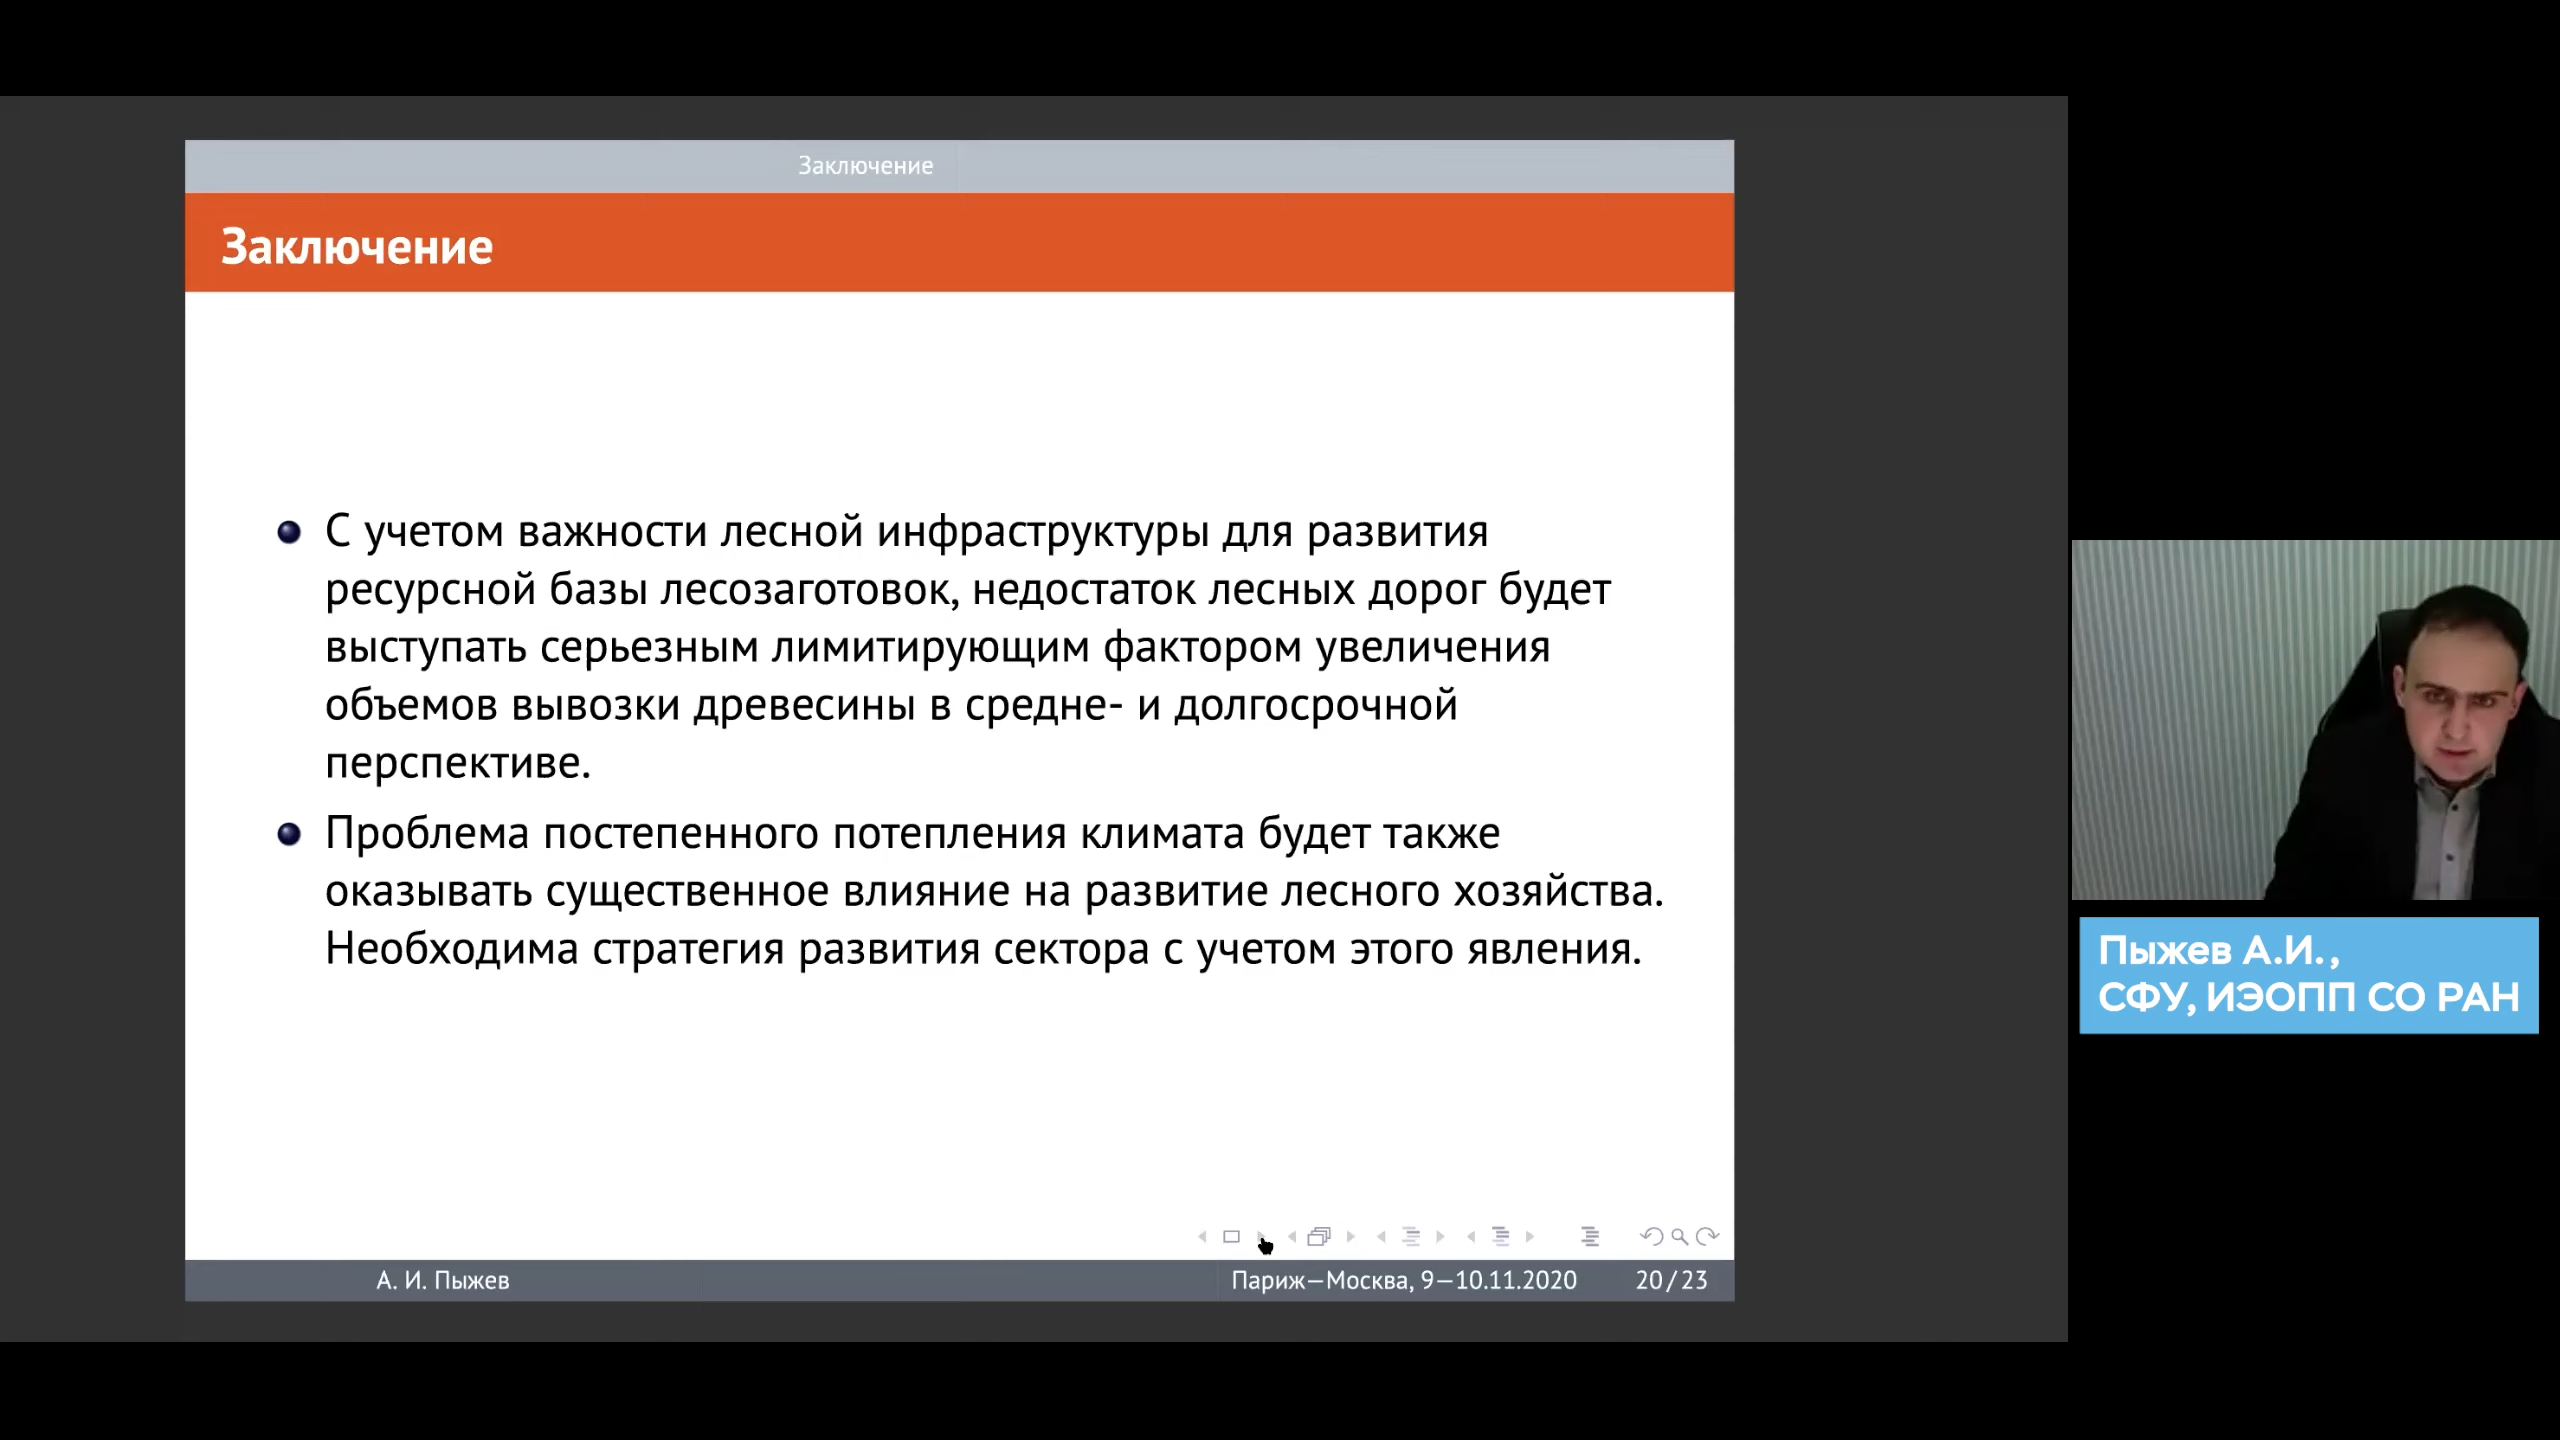 Заключение
Заключение
С учетом важности лесной инфраструктуры для развития
ресурсной базы лесозаготовок, недостаток лесных дорог будет
выступать серьезным лимитирующим фактором увеличения
объемов вывозки древесины в средне- и долгосрочной
перспективе.
Проблема постепенного потепления климата будет также
оказывать существенное влияние на развитие лесного хозяйства.
Необходима стратегия развития сектора с учетом этого явления.
А. И. Пыжев
Париж—Москва, 9—10.11.2020
20/23
Пыжев А.И.,
СФУ, ИЭОПП СО РАН